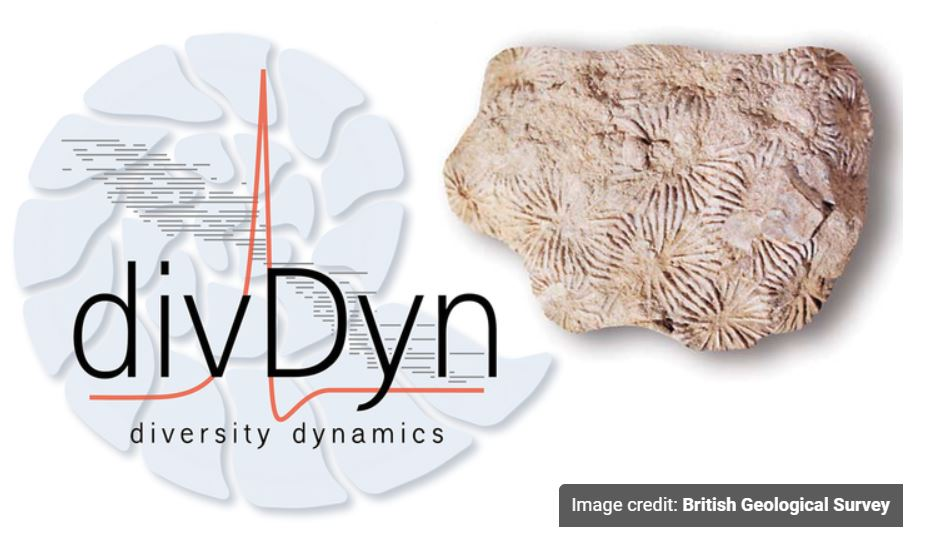 divDyn
diversity dynamics
Image credit: British Geological Survey